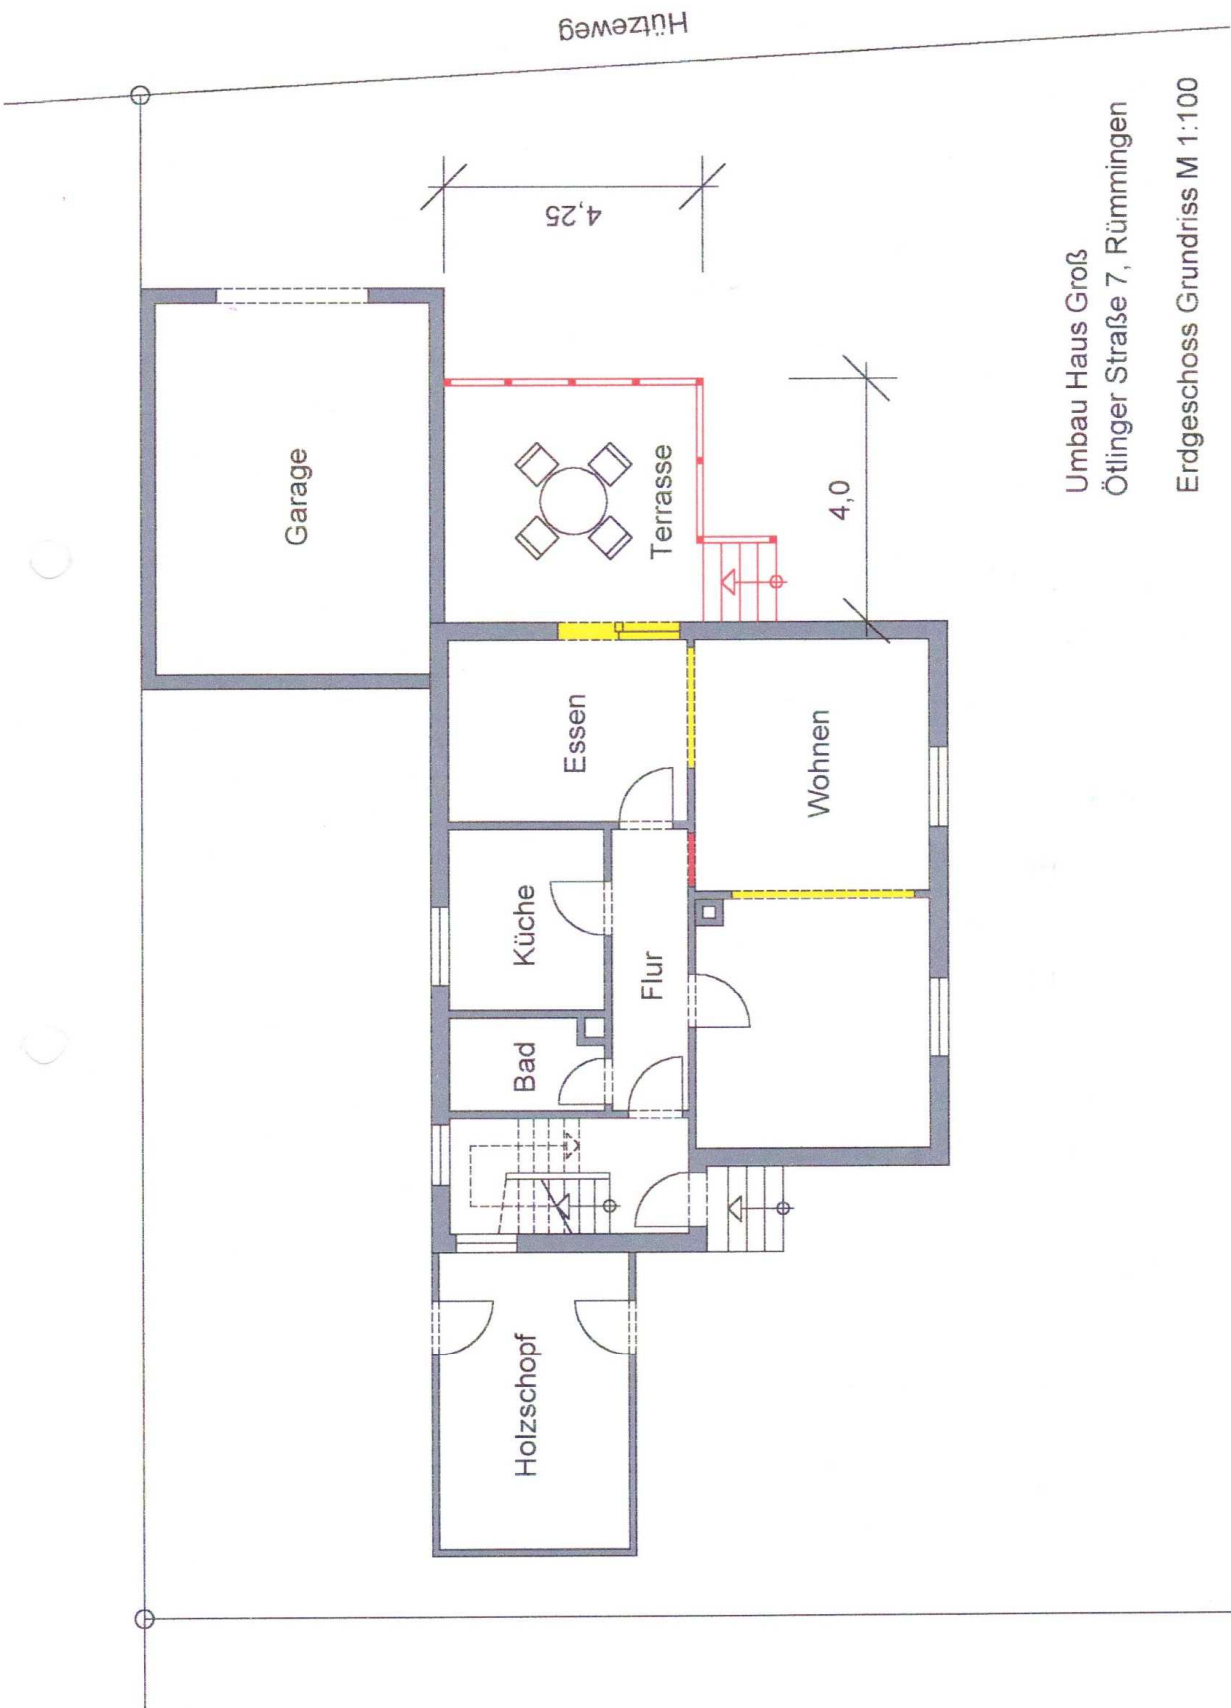 Hützeweg
Garage
4,25
Terrasse
4,0
Essen
Wohnen
Küche
Flur
Bad
Holzschopf
Umbau Haus Groß
Ötlinger Straße 7, Rümmingen
Erdgeschoss Grundriss M 1:100